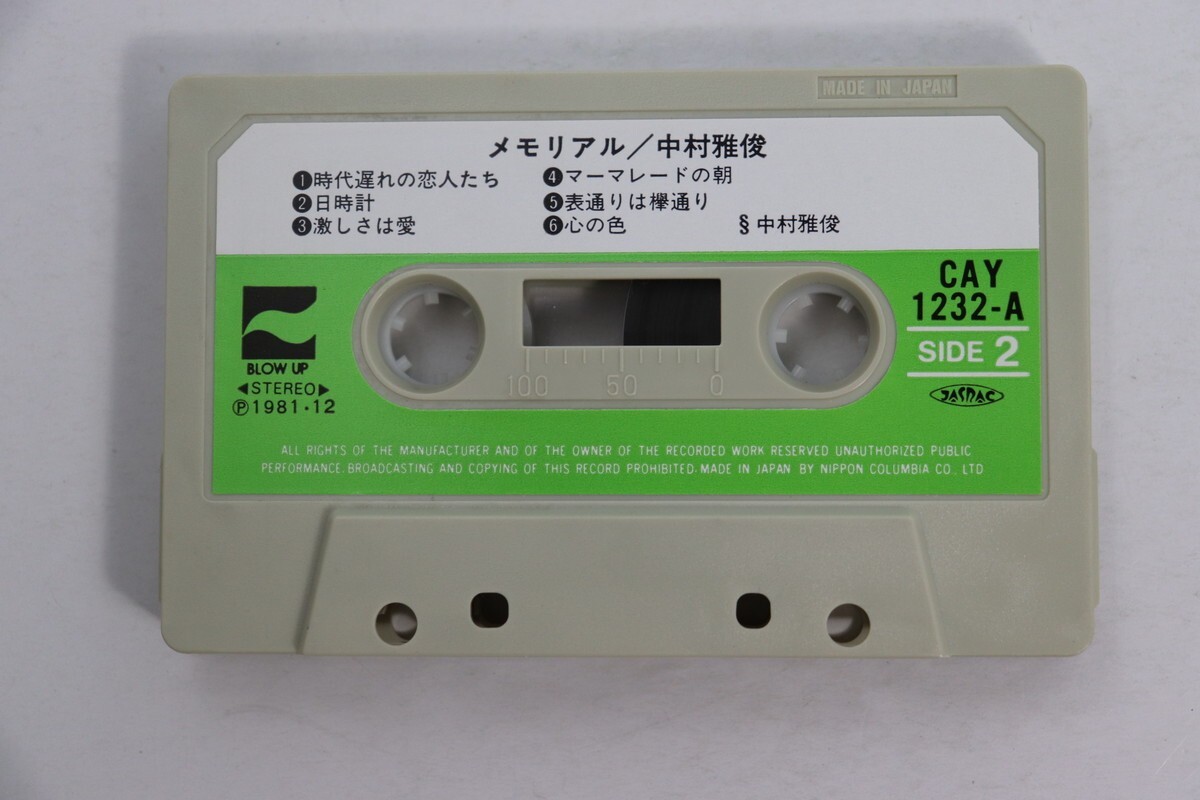 MADE IN JAPAN
メモリアル／中村雅俊
❶時代遅れの恋人たち
❷日時計
❸激しさは愛
❹マーマレードの朝
❺表通りは欅通り
❻心の色
§中村雅俊
BLOW UP
◀STEREO▶
Ⓟ1981・12
100 50 0
CAY
1232-A
SIDE 2
JASRAC
ALL RIGHTS OF THE MANUFACTURER AND OF THE OWNER OF THE RECORDED WORK RESERVED UNAUTHORIZED PUBLIC
PERFORMANCE. BROADCASTING AND COPYING OF THIS RECORD PROHIBITED. MADE IN JAPAN BY NIPPON COLUMBIA CO., LTD